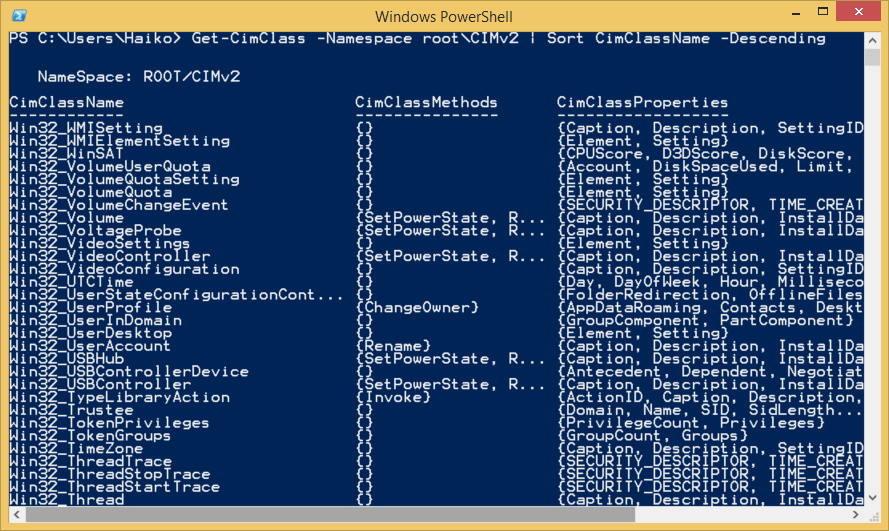 Windows PowerShell
PS C:\Users\Haiko> Get-CimClass -Namespace root\CIMv2 | Sort CimClassName -Descending
NameSpace: ROOT/CIMv2
CimClassName CimClassMethods CimClassProperties
------------ --------------- ------------------
Win32_WMISetting {} {Caption, Description, SettingID
Win32_WMIElementSetting {} {Element, Setting}
Win32_WinSAT {} {CPUScore, D3DScore, DiskScore,
Win32_VolumeUserQuota {} {Account, DiskSpaceUsed, Limit,
Win32_VolumeQuotaSetting {} {Element, Setting}
Win32_VolumeQuota {} {Element, Setting}
Win32_VolumeChangeEvent {} {SECURITY_DESCRIPTOR, TIME_CREAT
Win32_Volume {SetPowerState, R... {Caption, Description, InstallDa
Win32_VoltageProbe {SetPowerState, R... {Caption, Description, InstallDa
Win32_VideoSettings {} {Element, Setting}
Win32_VideoController {SetPowerState, R... {Caption, Description, InstallDa
Win32_VideoConfiguration {} {Caption, Description, SettingID
Win32_UTCTime {} {Day, DayOfWeek, Hour, Milliseco
Win32_UserStateConfigurationCont... {} {FolderRedirection, OfflineFiles
Win32_UserProfile {ChangeOwner} {AppDataRoaming, Contacts, Deskt
Win32_UserInDomain {} {GroupComponent, PartComponent}
Win32_UserDesktop {} {Element, Setting}
Win32_UserAccount {Rename} {Caption, Description, InstallDa
Win32_USBHub {SetPowerState, R... {Caption, Description, InstallDa
Win32_USBControllerDevice {} {Antecedent, Dependent, Negotiat
Win32_USBController {SetPowerState, R... {Caption, Description, InstallDa
Win32_TypeLibraryAction {Invoke} {ActionID, Caption, Description,
Win32_Trustee {} {Domain, Name, SID, SidLength...
Win32_TokenPrivileges {} {PrivilegeCount, Privileges}
Win32_TokenGroups {} {GroupCount, Groups}
Win32_TimeZone {} {Caption, Description, SettingID
Win32_ThreadTrace {} {SECURITY_DESCRIPTOR, TIME_CREAT
Win32_ThreadStopTrace {} {SECURITY_DESCRIPTOR, TIME_CREAT
Win32_ThreadStartTrace {} {SECURITY_DESCRIPTOR, TIME_CREAT
Win32_Thread {} {Caption, Description, InstallDa